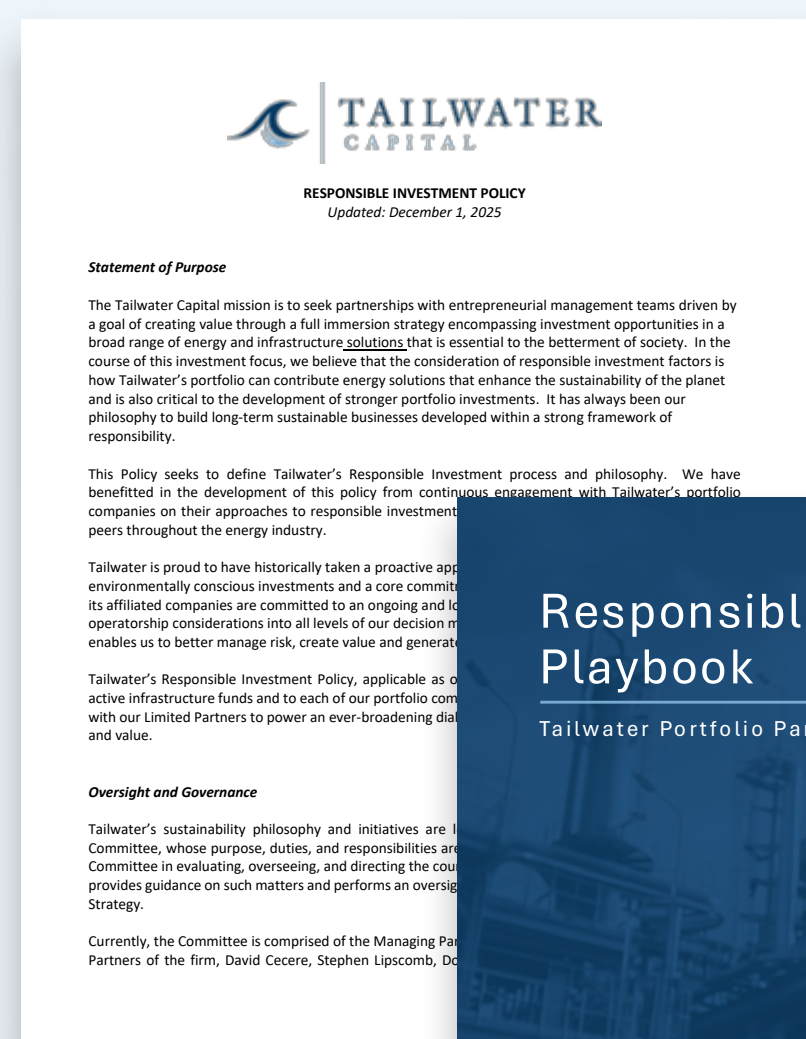 TAILWATER
CAPITAL
RESPONSIBLE INVESTMENT POLICY
Updated: December 1, 2025
Statement of Purpose
The Tailwater Capital mission is to seek partnerships with entrepreneurial management teams driven by
a goal of creating value through a full immersion strategy encompassing investment opportunities in a
broad range of energy and infrastructure solutions that is essential to the betterment of society. In the
course of this investment focus, we believe that the consideration of responsible investment factors is
how Tailwater’s portfolio can contribute energy solutions that enhance the sustainability of the planet
and is also critical to the development of stronger portfolio investments. It has always been our
philosophy to build long-term sustainable businesses developed within a strong framework of
responsibility.
This Policy seeks to define Tailwater’s Responsible Investment process and philosophy. We have
benefitted in the development of this policy from continuous engagement with Tailwater’s portfolio
companies on their approaches to responsible investment
peers throughout the energy industry.
Tailwater is proud to have historically taken a proactive
environmentally conscious investments and a core
its affiliated companies are committed to an ongoing and
operatorship considerations into all levels of our decision
enables us to better manage risk, create value and generate
Tailwater’s Responsible Investment Policy, applicable as
active infrastructure funds and to each of our portfolio
with our Limited Partners to power an ever-broadening
and value.
Oversight and Governance
Tailwater’s sustainability philosophy and initiatives are
Committee, whose purpose, duties, and responsibilities are
Committee in evaluating, overseeing, and directing the
provides guidance on such matters and performs an
Strategy.
Currently, the Committee is comprised of the Managing
Partners of the firm, David Cecere, Stephen Lipscomb,
Responsibl
Playbook
Tailwater Portfolio Par